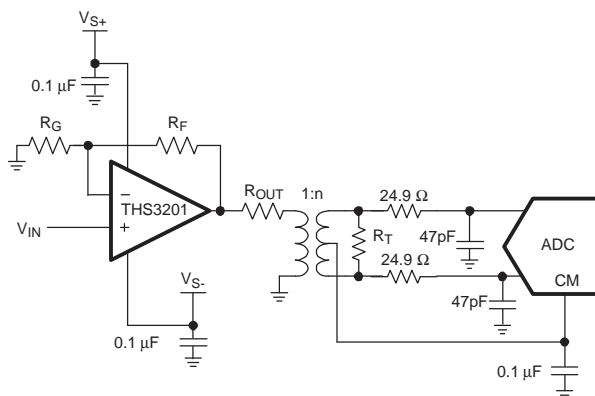 VS+
0.1 µF
RG
RF
ROUT
1:n
24.9 Ω
−
THS3201
VIN
+
RT
47pF
ADC
24.9 Ω
CM
VS-
47pF
0.1 µF
0.1 µF